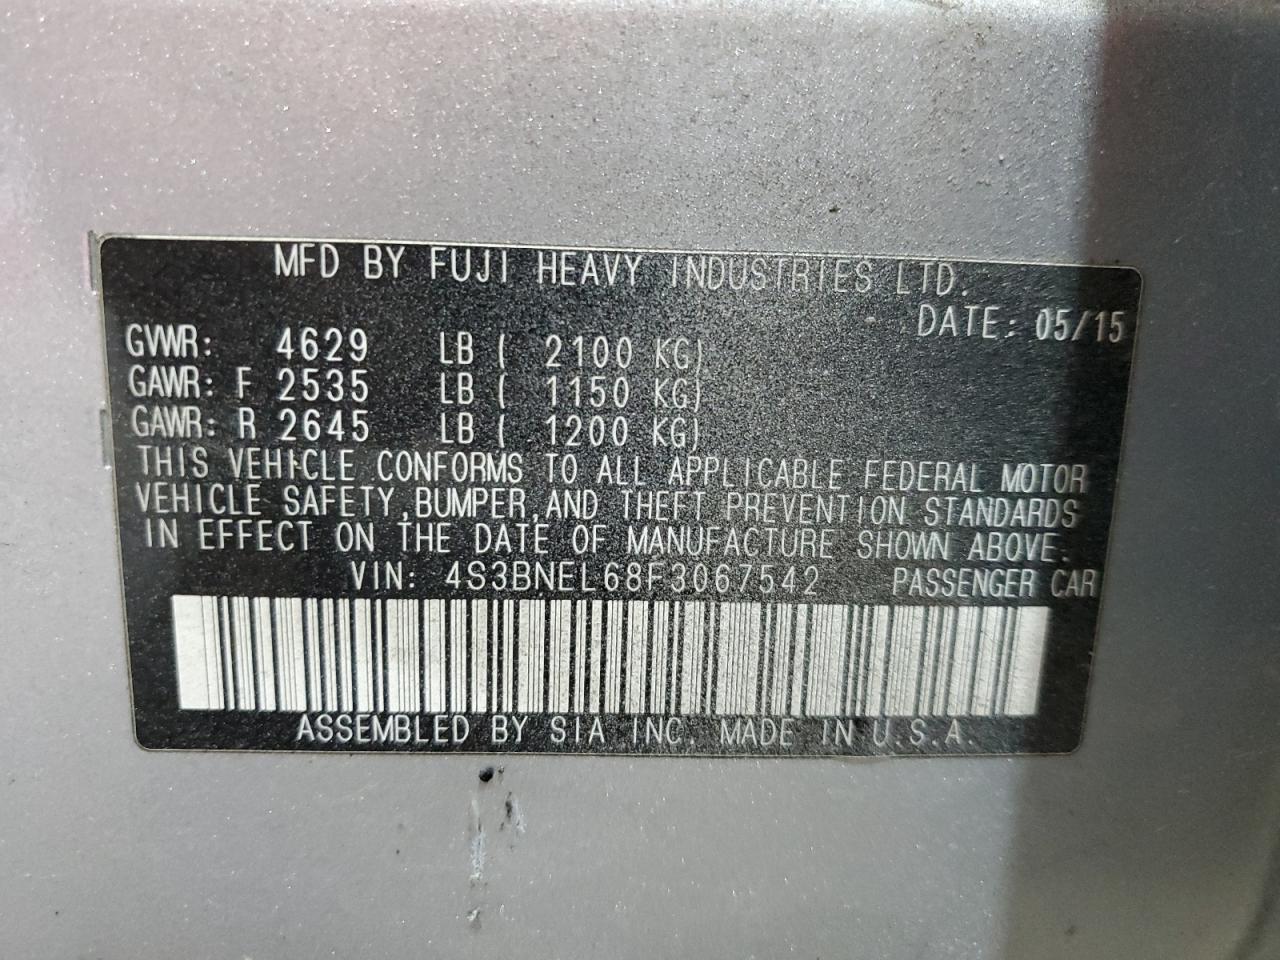 MFD BY FUJI HEAVY INDUSTRIES LTD.
DATE: 05/15
GVWR: 4629 LB ( 2100 KG)
GAWR: F 2535 LB ( 1150 KG)
GAWR: R 2645 LB ( 1200 KG)
THIS VEHICLE CONFORMS TO ALL APPLICABLE FEDERAL MOTOR
VEHICLE SAFETY,BUMPER,AND THEFT PREVENTION STANDARDS
IN EFFECT ON THE DATE OF MANUFACTURE SHOWN ABOVE.
VIN: 4S3BNEL68F3067542 PASSENGER CAR
ASSEMBLED BY SIA INC. MADE IN U.S.A.